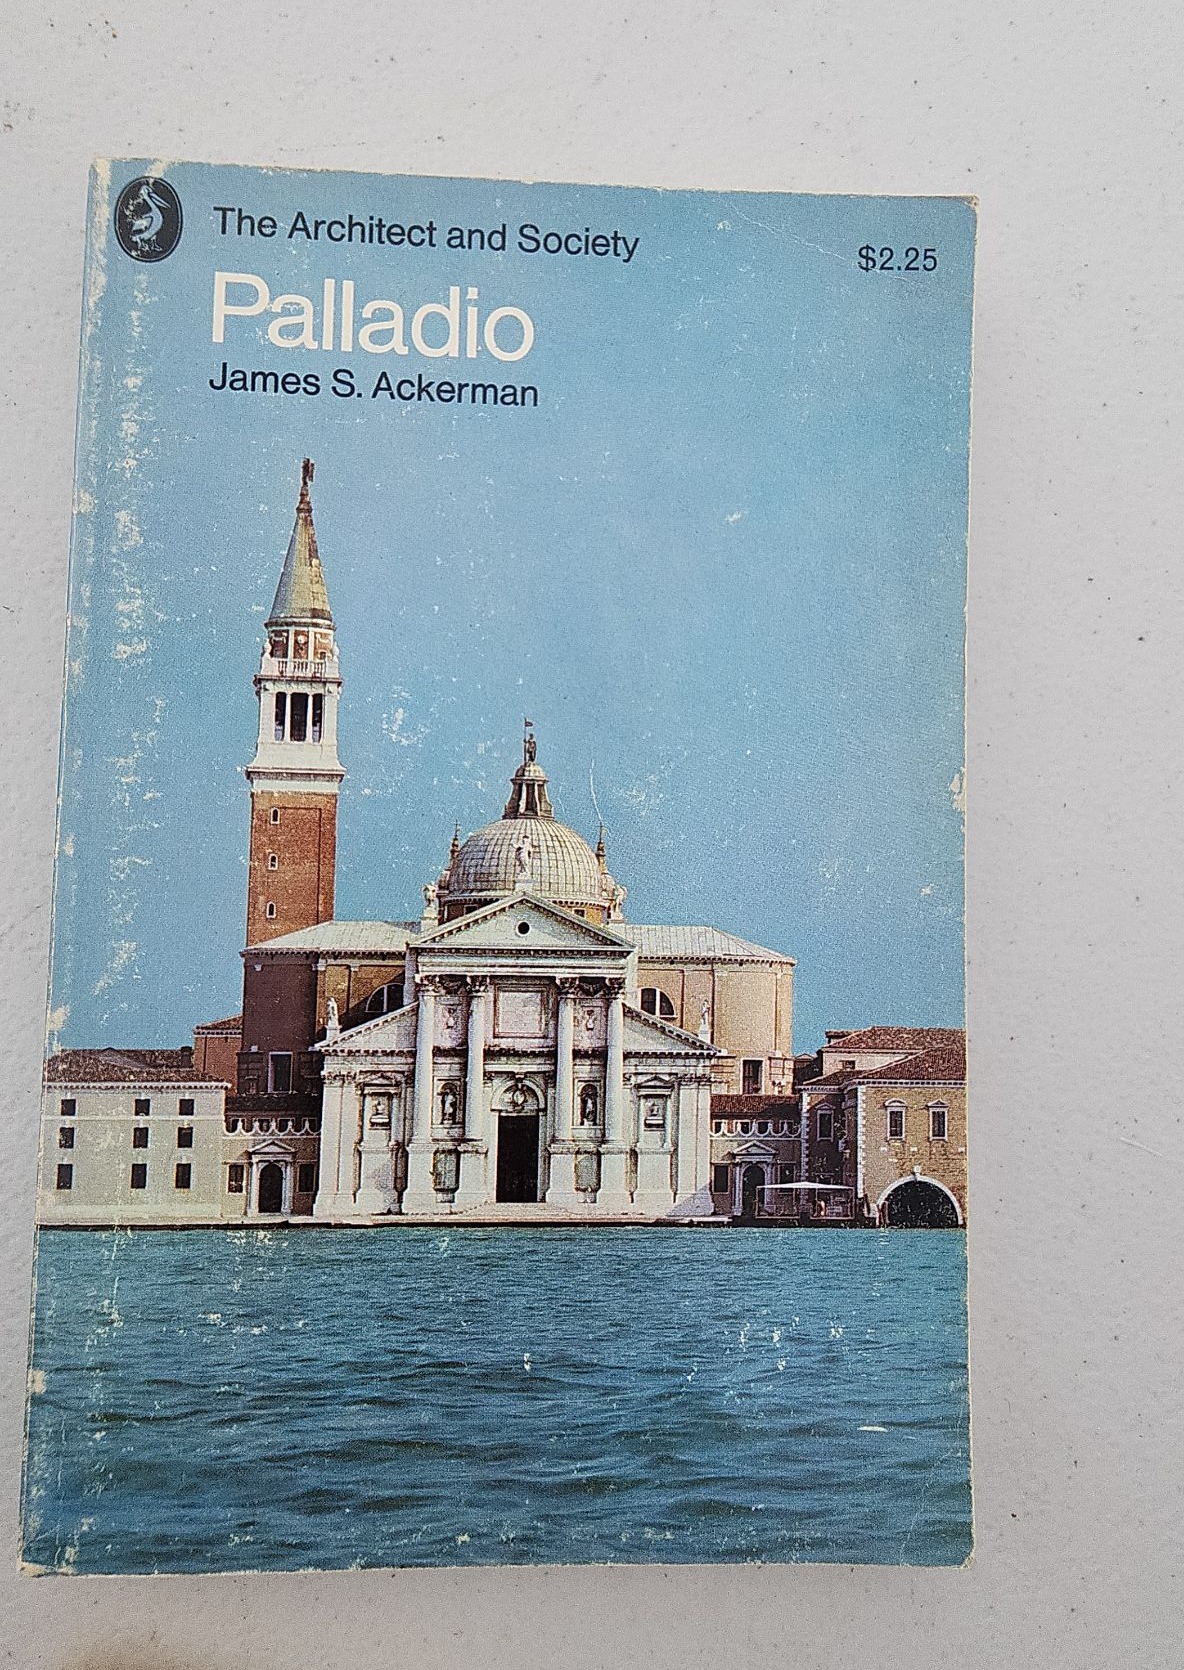 The Architect and Society
$2.25
Palladio
James S. Ackerman